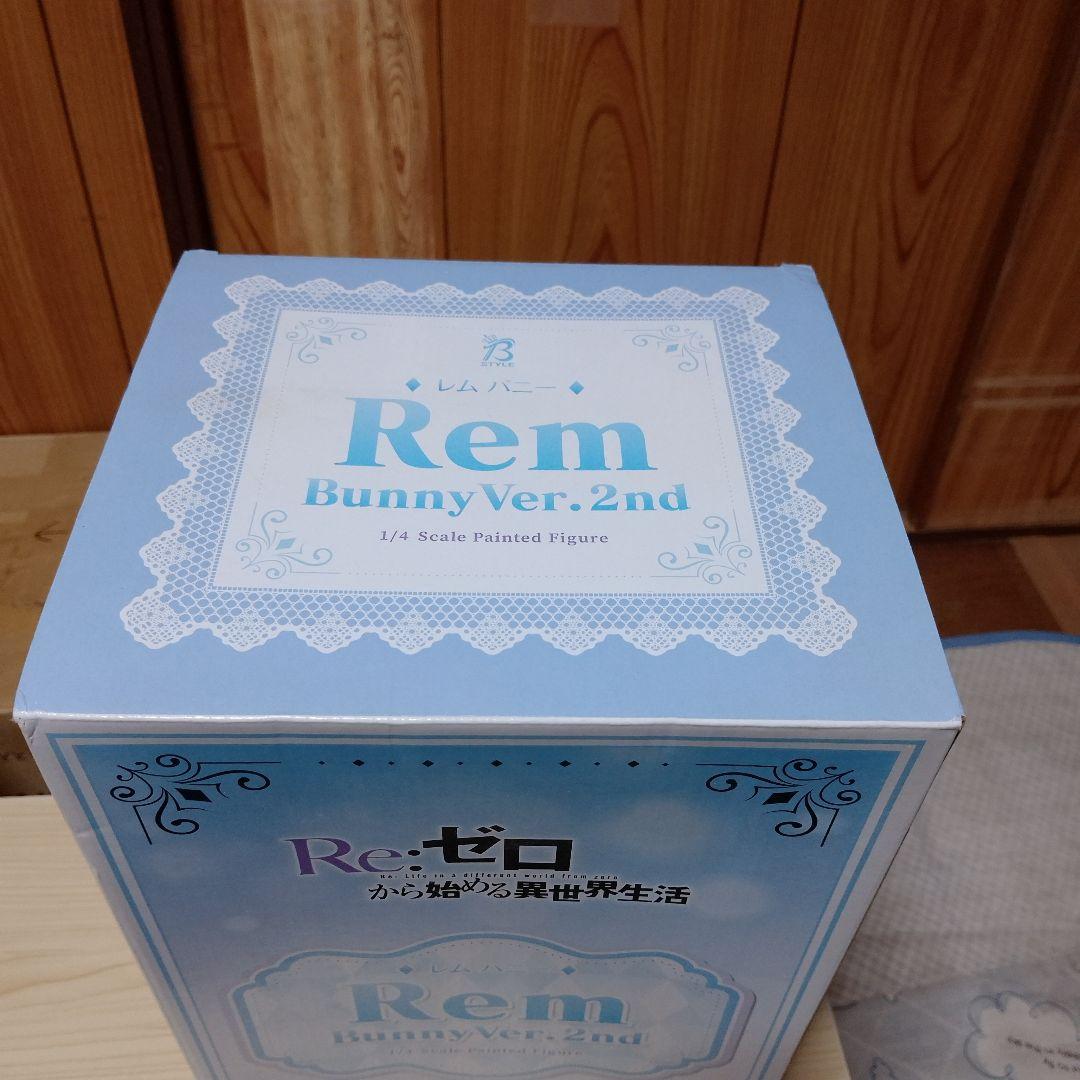 B
STYLE
レム バニー
Rem
Bunny Ver. 2nd
1/4 Scale Painted Figure
Re:ゼロ
Re: Life in a different world from zero
から始める異世界生活
レム バニー
Rem
Bunny Ver. 2nd
1/4 Scale Painted Figure